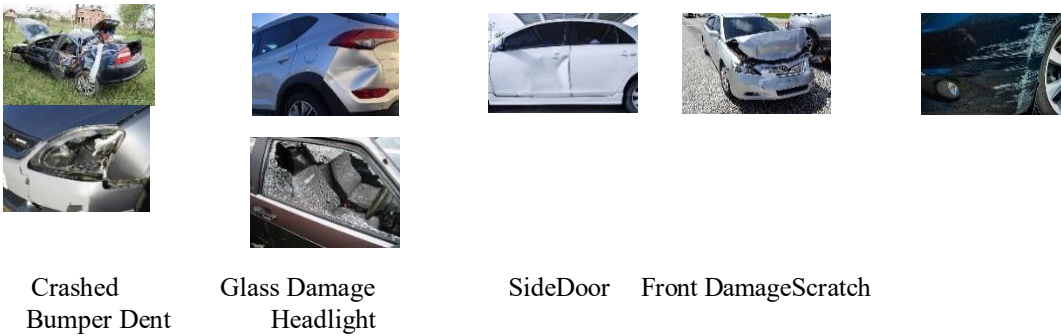 Crashed Glass Damage SideDoor Front DamageScratch
Bumper Dent Headlight